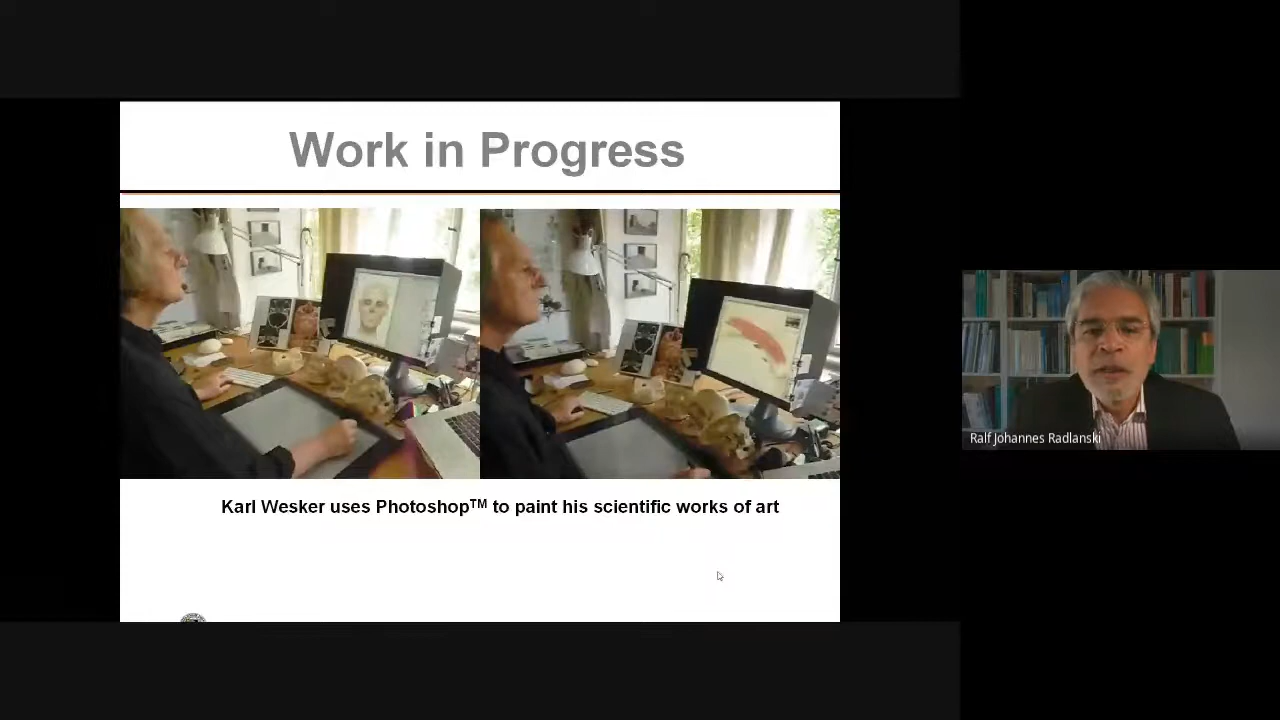 Work in Progress
Karl Wesker uses Photoshop™ to paint his scientific works of art
Ralf Johannes Radlanski